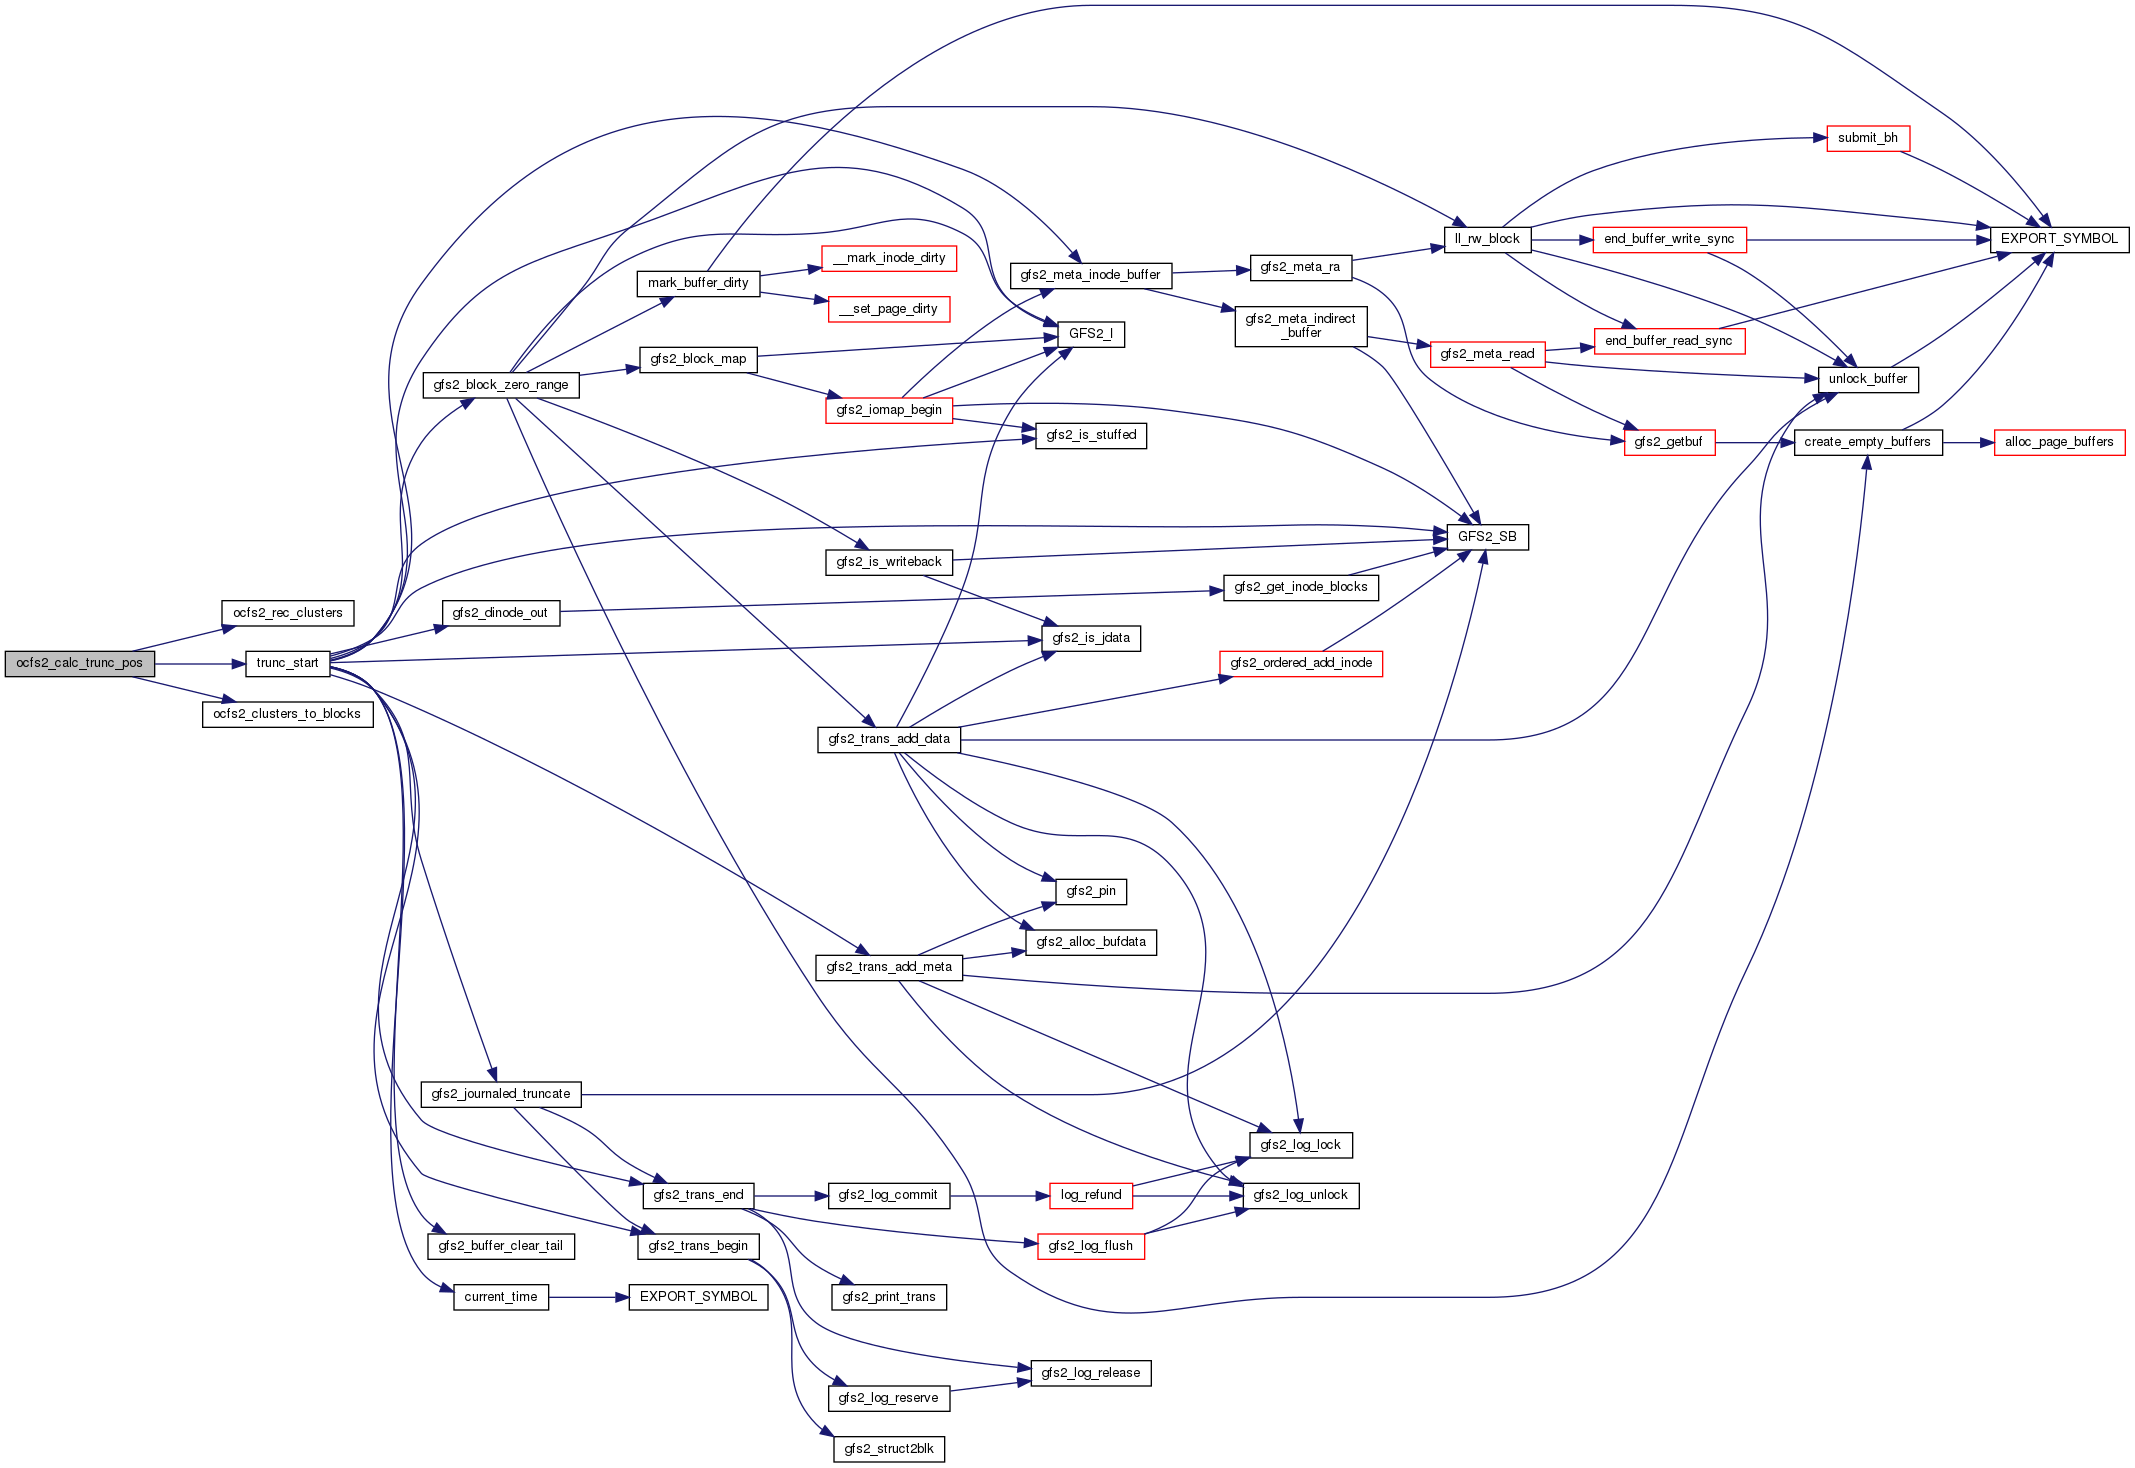 ocfs2_calc_trunc_pos
ocfs2_rec_clusters
trunc_start
ocfs2_clusters_to_blocks
gfs2_block_zero_range
gfs2_dinode_out
gfs2_journaled_truncate
gfs2_buffer_clear_tail
current_time
mark_buffer_dirty
gfs2_block_map
gfs2_trans_end
gfs2_trans_begin
EXPORT_SYMBOL
__mark_inode_dirty
__set_page_dirty
gfs2_iomap_begin
gfs2_is_writeback
gfs2_trans_add_data
gfs2_trans_add_meta
gfs2_log_commit
gfs2_print_trans
gfs2_log_reserve
gfs2_struct2blk
gfs2_meta_inode_buffer
GFS2_I
gfs2_is_stuffed
gfs2_is_jdata
gfs2_pin
gfs2_alloc_bufdata
log_refund
gfs2_log_flush
gfs2_log_release
gfs2_meta_ra
gfs2_meta_indirect
_buffer
gfs2_get_inode_blocks
gfs2_ordered_add_inode
gfs2_log_lock
gfs2_log_unlock
ll_rw_block
gfs2_meta_read
GFS2_SB
end_buffer_write_sync
end_buffer_read_sync
gfs2_getbuf
submit_bh
unlock_buffer
create_empty_buffers
EXPORT_SYMBOL
alloc_page_buffers